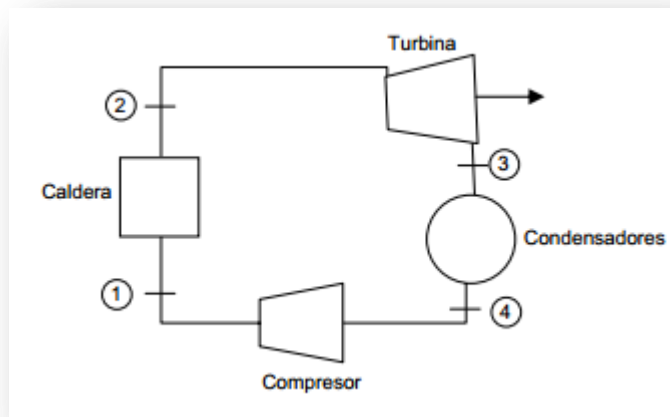 Turbina
2
3
Caldera
Condensadores
1
4
Compresor